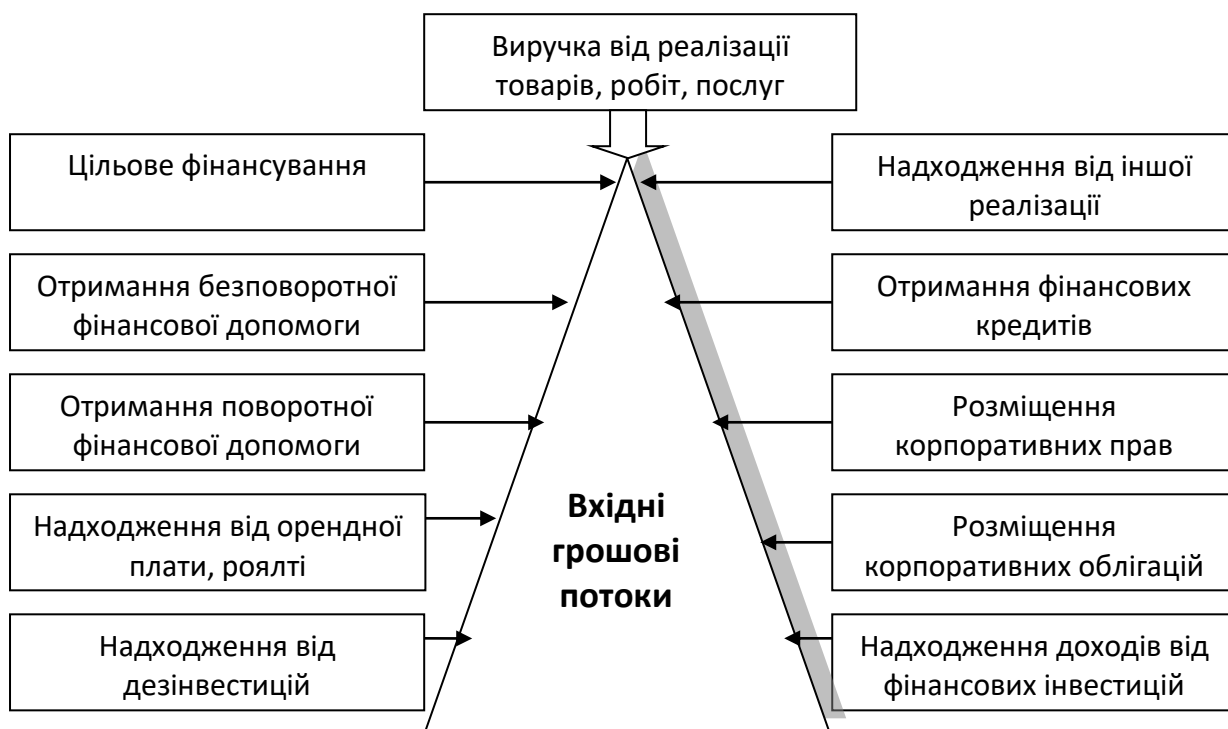 Виручка від реалізації
товарів, робіт, послуг
Цільове фінансування
Надходження від іншої
реалізації
Отримання безповоротної
фінансової допомоги
Отримання фінансових
кредитів
Отримання поворотної
фінансової допомоги
Розміщення
корпоративних прав
Вхідні
грошові
потоки
Надходження від орендної
плати, роялті
Розміщення
корпоративних облігацій
Надходження від
дезінвестицій
Надходження доходів від
фінансових інвестицій